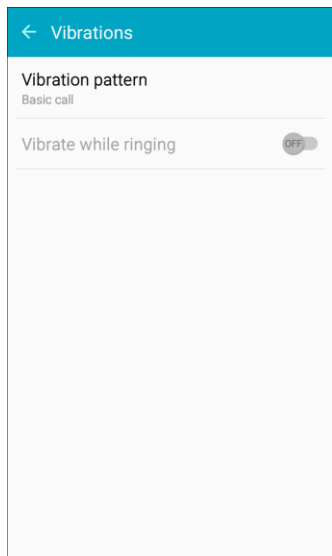 Vibrations
Vibration pattern
Basic call
Vibrate while ringing
OFF